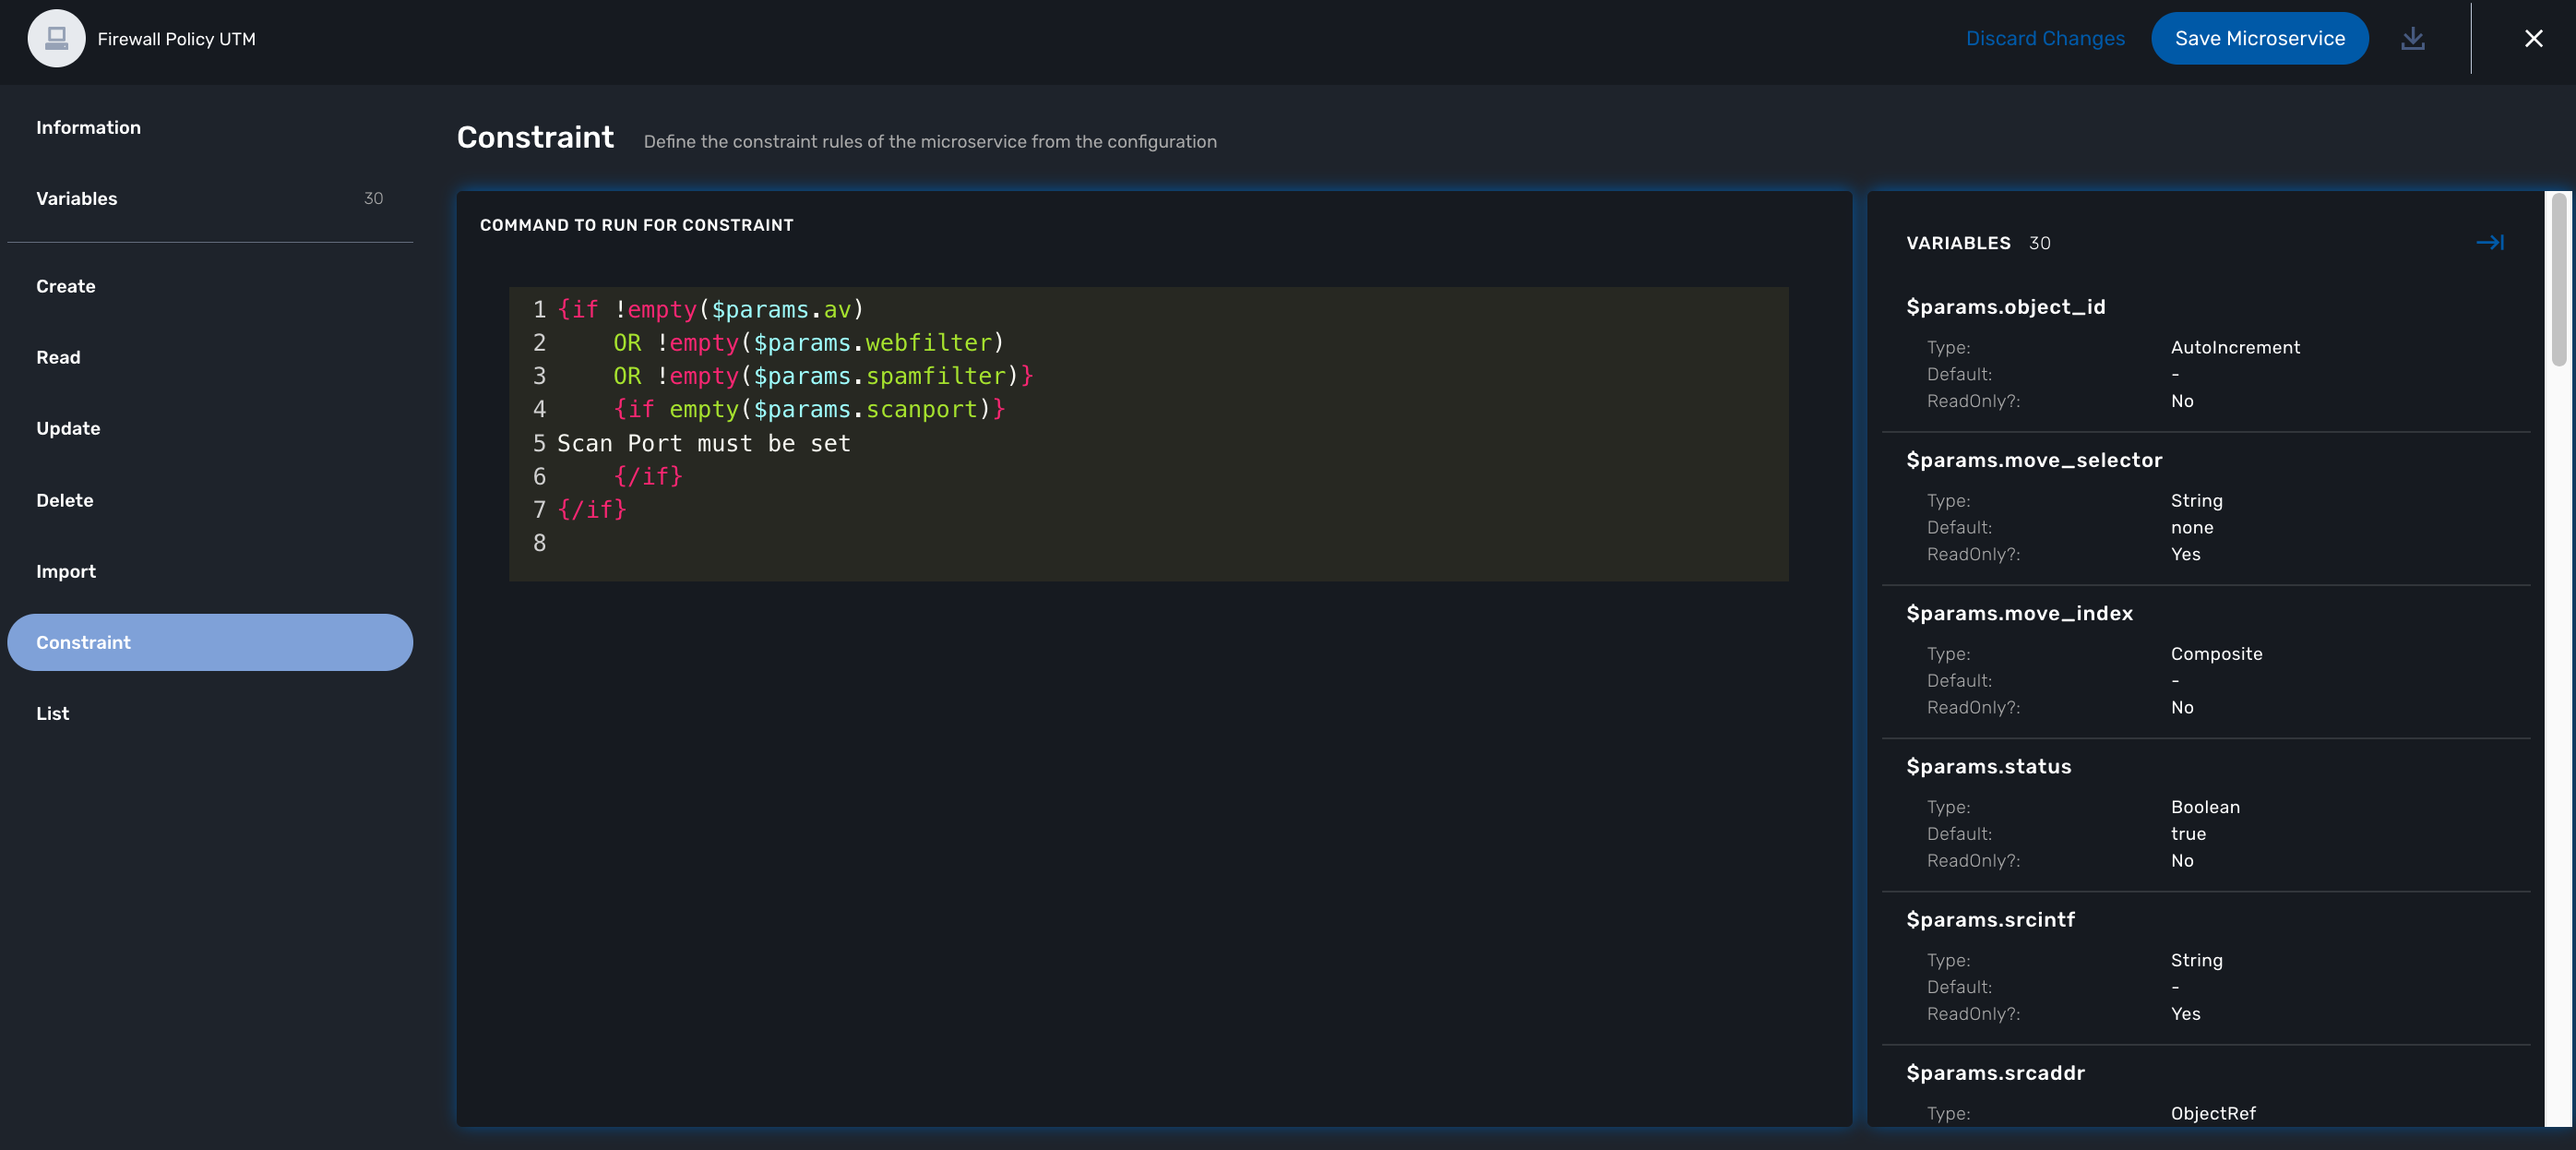 Firewall Policy UTM
Discard Changes
Save Microservice
Information
Variables 30
Create
Read
Update
Delete
Import
Constraint
List
Constraint Define the constraint rules of the microservice from the configuration
COMMAND TO RUN FOR CONSTRAINT
1 {if !empty($params.av)
2     OR !empty($params.webfilter)
3     OR !empty($params.spamfilter)}
4     {if empty($params.scanport)}
5 Scan Port must be set
6     {/if}
7 {/if}
8
VARIABLES 30
$params.object_id
Type: AutoIncrement
Default: -
ReadOnly?: No
$params.move_selector
Type: String
Default: none
ReadOnly?: Yes
$params.move_index
Type: Composite
Default: -
ReadOnly?: No
$params.status
Type: Boolean
Default: true
ReadOnly?: No
$params.srcintf
Type: String
Default: -
ReadOnly?: Yes
$params.srcaddr
Type: ObjectRef